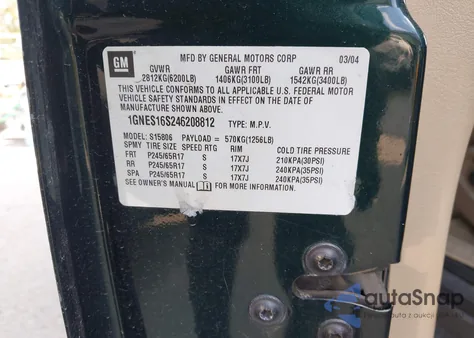 GM
MFD BY GENERAL MOTORS CORP 03/04
GVWR GAWR FRT GAWR RR
2812KG(6200LB) 1406KG(3100LB) 1542KG(3400LB)
THIS VEHICLE CONFORMS TO ALL APPLICABLE U.S. FEDERAL MOTOR
VEHICLE SAFETY STANDARDS IN EFFECT ON THE DATE OF
MANUFACTURE SHOWN ABOVE.
1GNES16S246208812 TYPE: M.P.V.
MODEL: S15806 PAYLOAD = 570KG(1256LB)
SPMY TIRE SIZE SPEED RTG RIM COLD TIRE PRESSURE
FRT P245/65R17 S 17X7J 210KPA(30PSI)
RR P245/65R17 S 17X7J 240KPA(35PSI)
SPA P245/65R17 S 17X7J 240KPA(35PSI)
SEE OWNER'S MANUAL i FOR MORE INFORMATION.
autoSnap
auta z aukcji